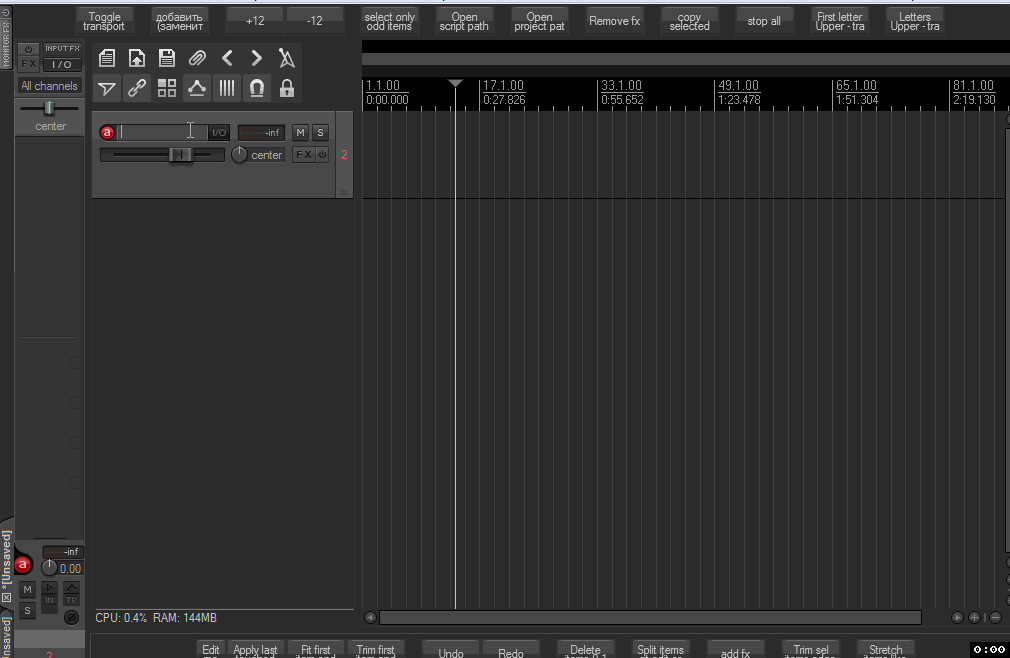 Toggle
transport
добавить
(заменит
+12
-12
select only
odd items
Open
script path
Open
project pat
Remove fx
copy
selected
stop all
First letter
Upper - tra
Letters
Upper - tra
MONITOR FX
INPUT FX
FX
I/O
All channels
center
1.1.00
0:00.000
17.1.00
0:27.826
33.1.00
0:55.652
49.1.00
1:23.478
65.1.00
1:51.304
81.1.00
2:19.130
a
I/O
-inf
M
S
center
FX
2
*[Unsaved]
nsaved]
-inf
a
0.00
M
IN
TR
S
2
CPU: 0.4% RAM: 144MB
Edit
Apply last
Fit first
Trim first
Undo
Redo
Delete
Split items
add fx
Trim sel
Stretch
0:00